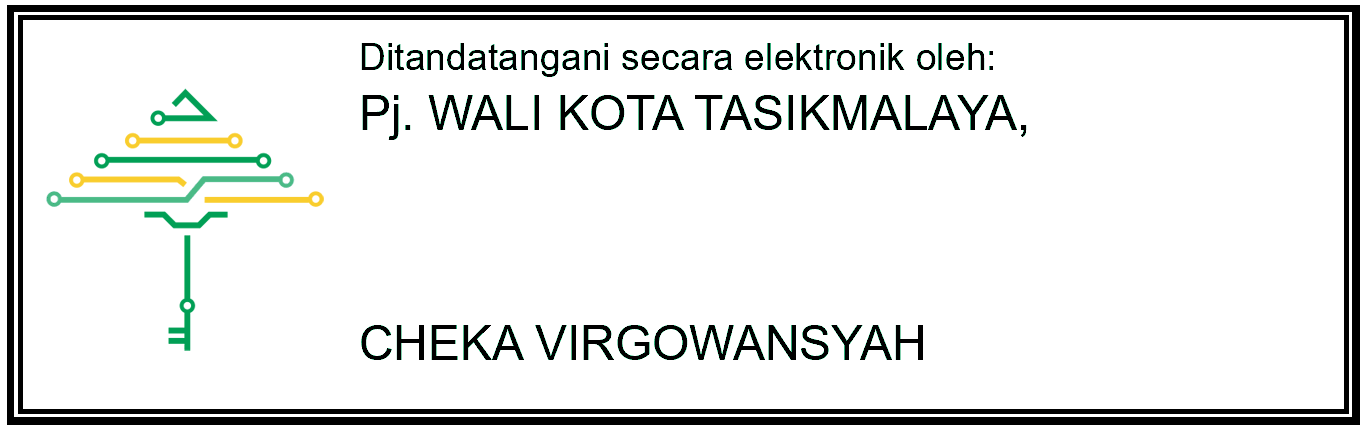 Ditandatangani secara elektronik oleh:
Pj. WALI KOTA TASIKMALAYA,
CHEKA VIRGOWANSYAH